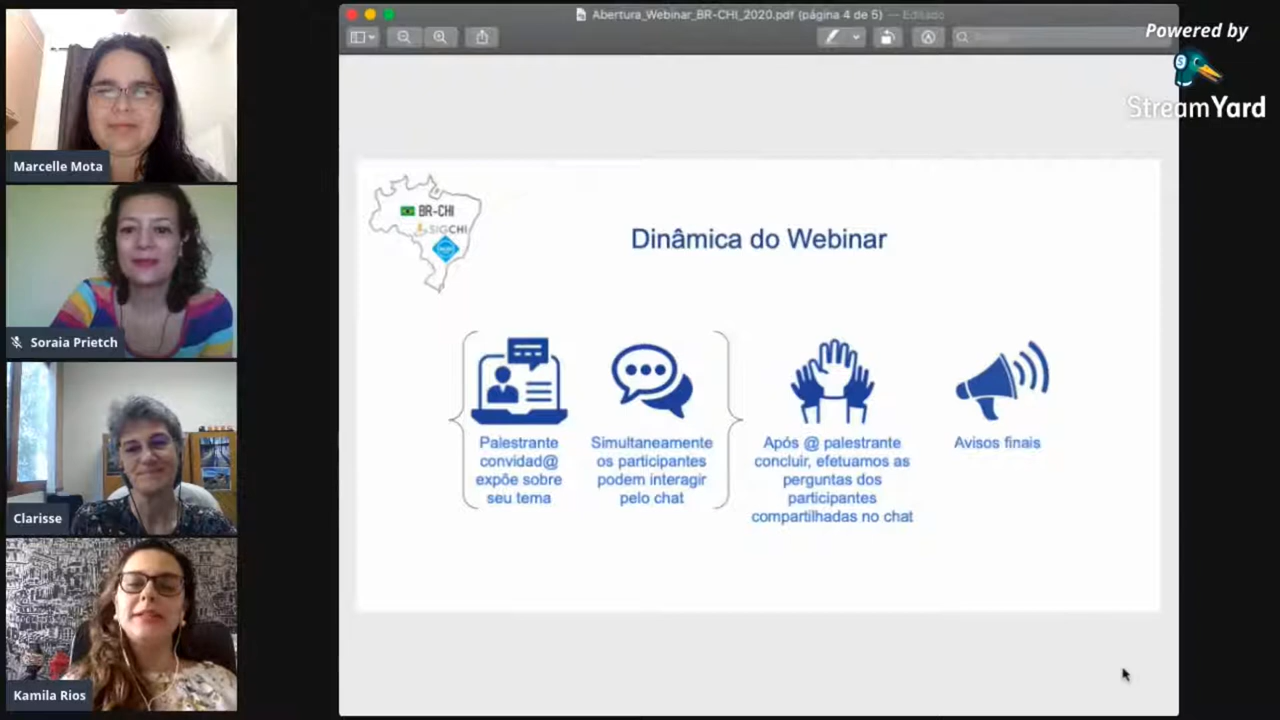 Abertura_Webinar_BR-CHI_2020.pdf (página 4 de 5) — Editado
Powered by
StreamYard
Marcelle Mota
Soraia Prietch
Clarisse
Kamila Rios
BR-CHI
SIGCHI
Dinâmica do Webinar
Palestrante
convidad@
expõe sobre
seu tema
Simultaneamente
os participantes
podem interagir
pelo chat
Após @ palestrante
concluir, efetuamos as
perguntas dos
participantes
compartilhadas no chat
Avisos finais